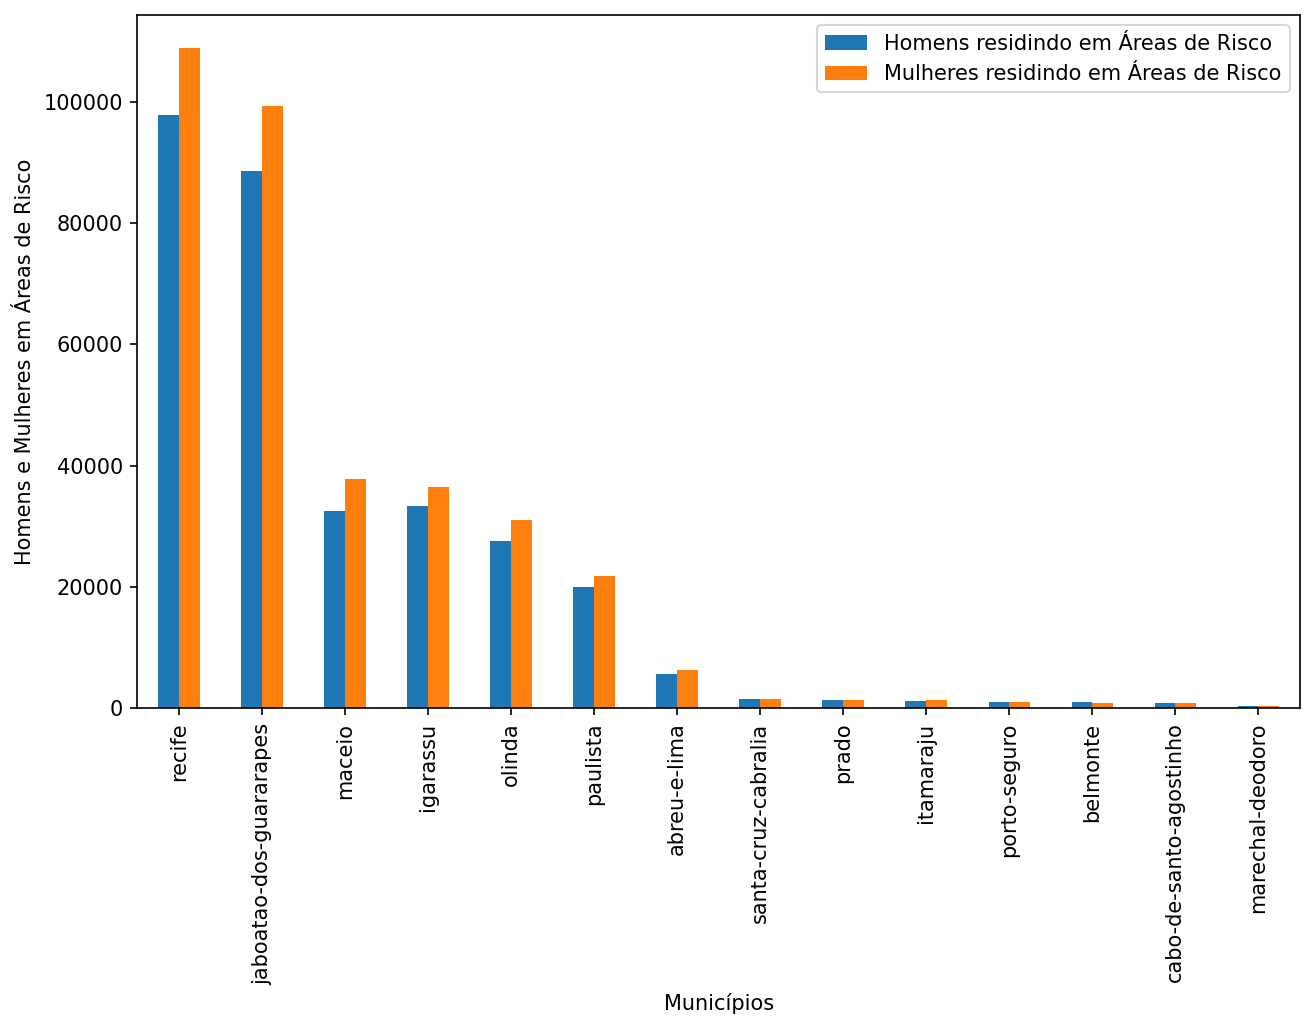 Homens residindo em Áreas de Risco
Mulheres residindo em Áreas de Risco
Homens e Mulheres em Áreas de Risco
100000
80000
60000
40000
20000
0
recife
jaboatao-dos-guararapes
maceio
igarassu
olinda
paulista
abreu-e-lima
santa-cruz-cabralia
prado
itamaraju
porto-seguro
belmonte
cabo-de-santo-agostinho
marechal-deodoro
Municípios